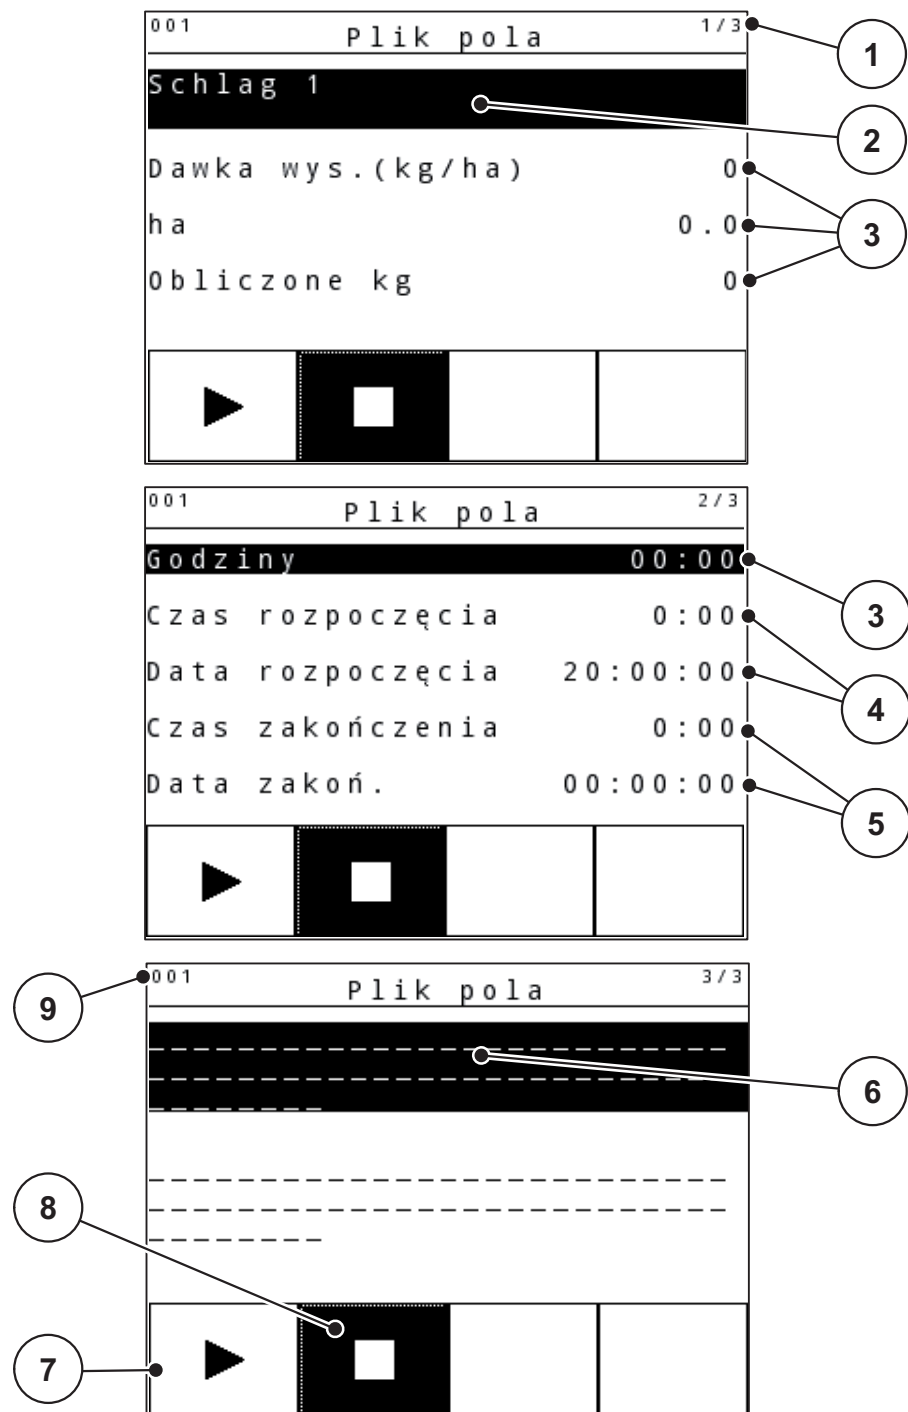 001 Plik pola 1/3
1
Schlag 1
2
Dawka wys.(kg/ha) 0
ha 0.0
3
Obliczone kg 0
001 Plik pola 2/3
Godziny 00:00
3
Czas rozpoczęcia 0:00
Data rozpoczęcia 20:00:00
4
Czas zakończenia 0:00
Data zakoń. 00:00:00
5
001 Plik pola 3/3
9
6
8
7